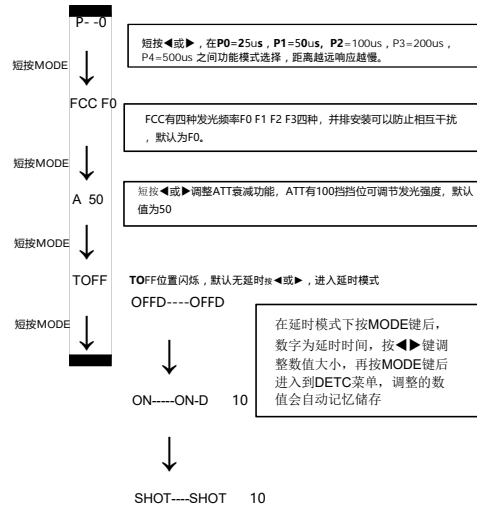 P- -0
短按◀或▶，在P0=25us，P1=50us，P2=100us，P3=200us，
P4=500us 之间功能模式选择，距离越远响应越慢。
短按MODE
FCC F0
FCC有四种发光频率F0 F1 F2 F3四种，并排安装可以防止相互干扰
，默认为F0。
短按MODE
A 50
短按◀或▶调整ATT衰减功能，ATT有100挡挡位可调节发光强度，默认
值为50
短按MODE
TOFF
TOFF位置闪烁，默认无延时按◀或▶，进入延时模式
OFFD----OFFD
短按MODE
在延时模式下按MODE键后，
数字为延时时间，按◀▶键调
整数值大小，再按MODE键后
进入到DETC菜单，调整的数
值会自动记忆储存
ON-----ON-D 10
SHOT----SHOT 10